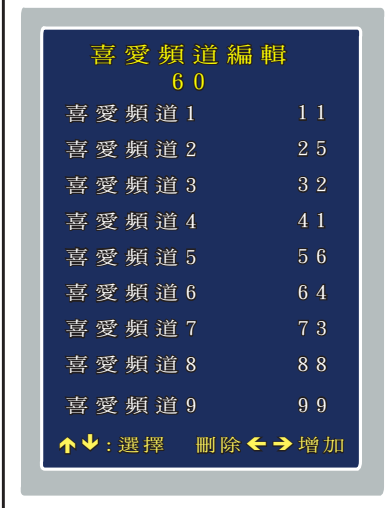 喜愛頻道編輯
60
喜愛頻道1 11
喜愛頻道2 25
喜愛頻道3 32
喜愛頻道4 41
喜愛頻道5 56
喜愛頻道6 64
喜愛頻道7 73
喜愛頻道8 88
喜愛頻道9 99
↑↓:選擇 刪除←→增加